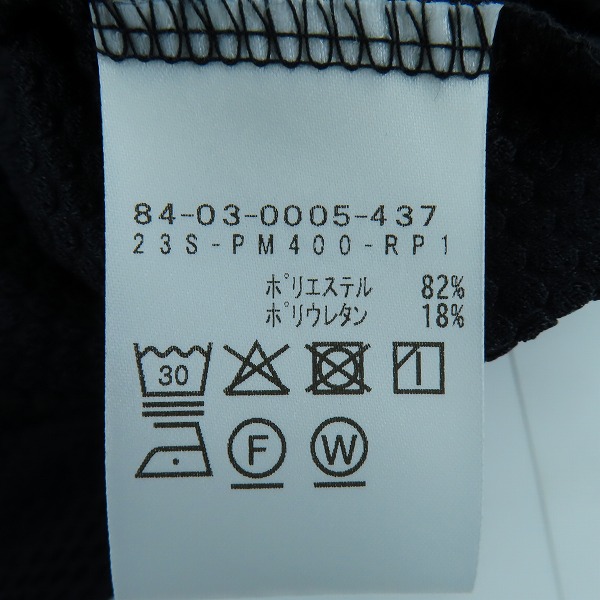 84-03-0005-437
23S-PM400-RP1
ポリエステル 82%
ポリウレタン 18%
30
F W